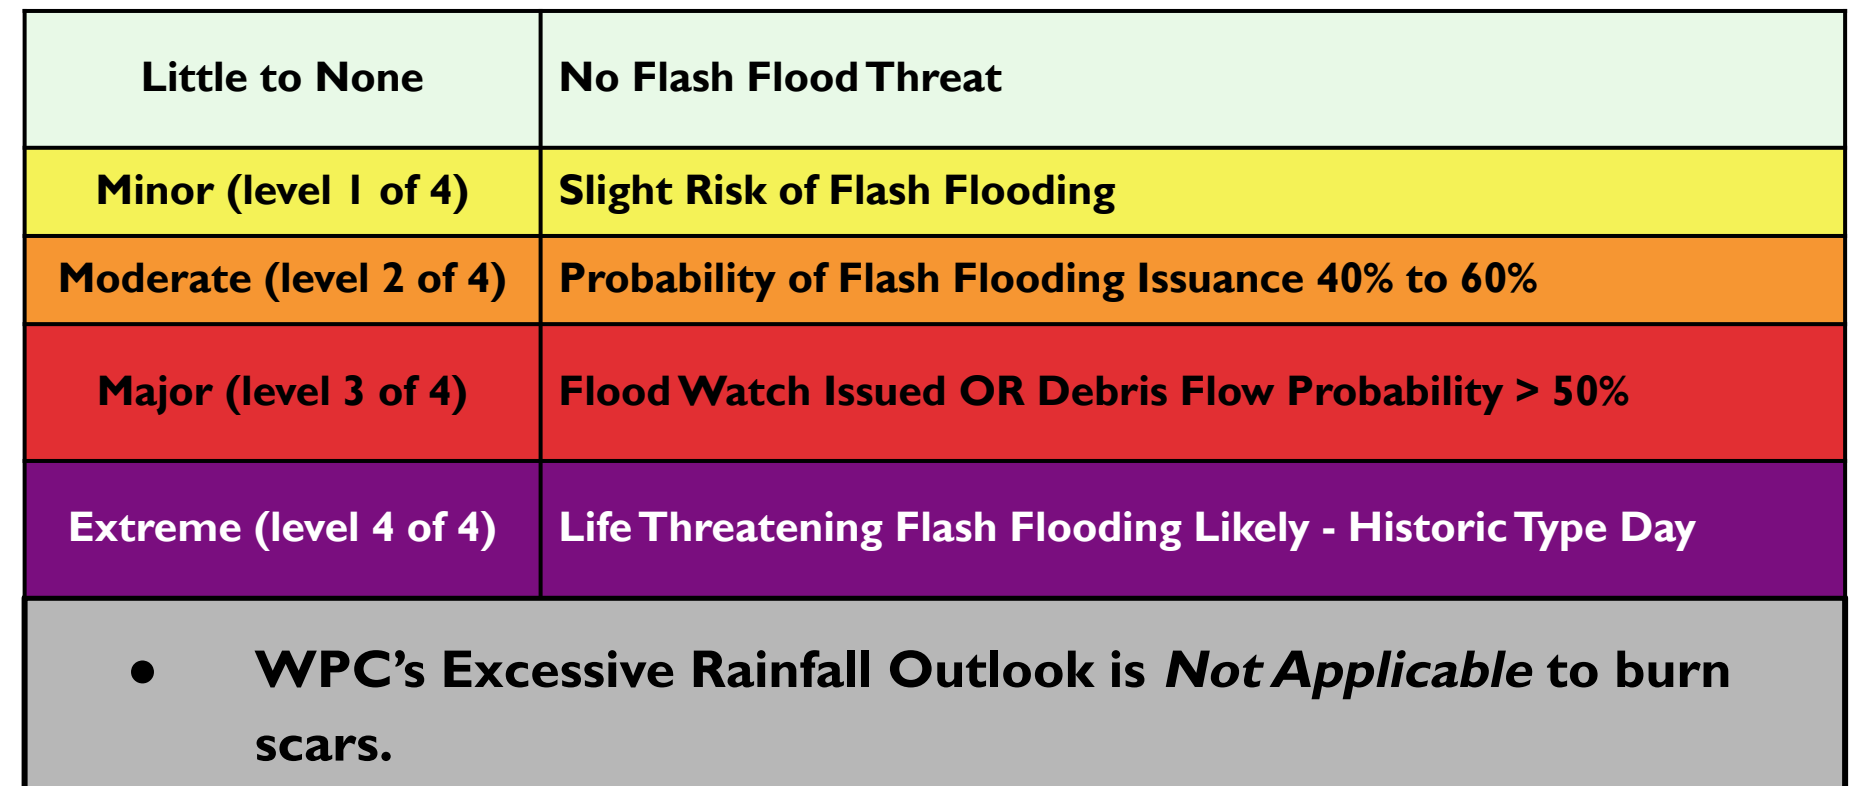 Little to None
No Flash Flood Threat
Minor (level 1 of 4)
Slight Risk of Flash Flooding
Moderate (level 2 of 4)
Probability of Flash Flooding Issuance 40% to 60%
Major (level 3 of 4)
Flood Watch Issued OR Debris Flow Probability > 50%
Extreme (level 4 of 4)
Life Threatening Flash Flooding Likely - Historic Type Day
● WPC’s Excessive Rainfall Outlook is Not Applicable to burn
scars.